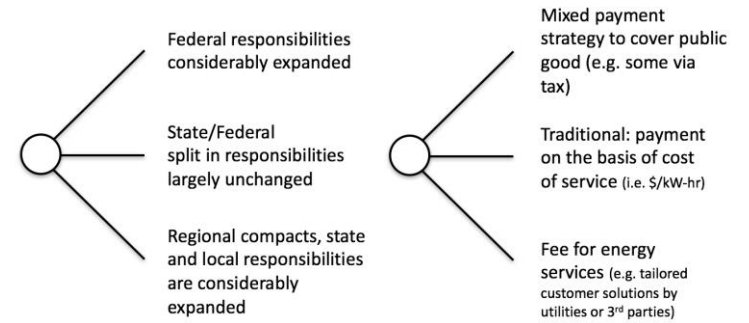 Federal responsibilities
considerably expanded
State/Federal
split in responsibilities
largely unchanged
Regional compacts, state
and local responsibilities
are considerably
expanded
Mixed payment
strategy to cover public
good (e.g. some via
tax)
Traditional: payment
on the basis of cost
of service (i.e. $/kW-hr)
Fee for energy
services (e.g. tailored
customer solutions by
utilities or 3rd parties)